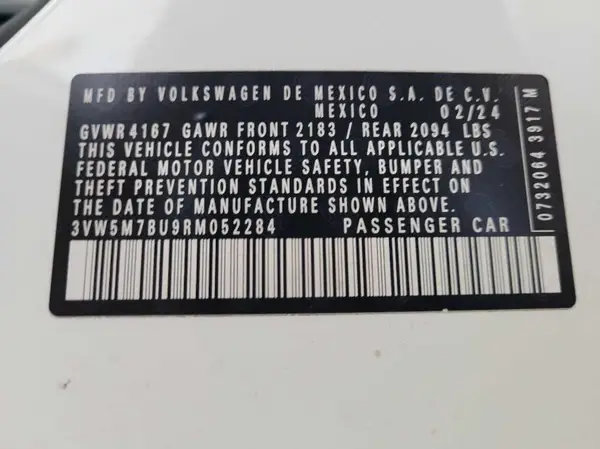 MFD BY VOLKSWAGEN DE MEXICO S.A. DE C.V.
MEXICO 02/24
GVWR 4167 GAWR FRONT 2183 / REAR 2094 LBS
THIS VEHICLE CONFORMS TO ALL APPLICABLE U.S.
FEDERAL MOTOR VEHICLE SAFETY, BUMPER AND
THEFT PREVENTION STANDARDS IN EFFECT ON
THE DATE OF MANUFACTURE SHOWN ABOVE.
3VW5M7BU9RM052284 PASSENGER CAR
0732064 3917 M